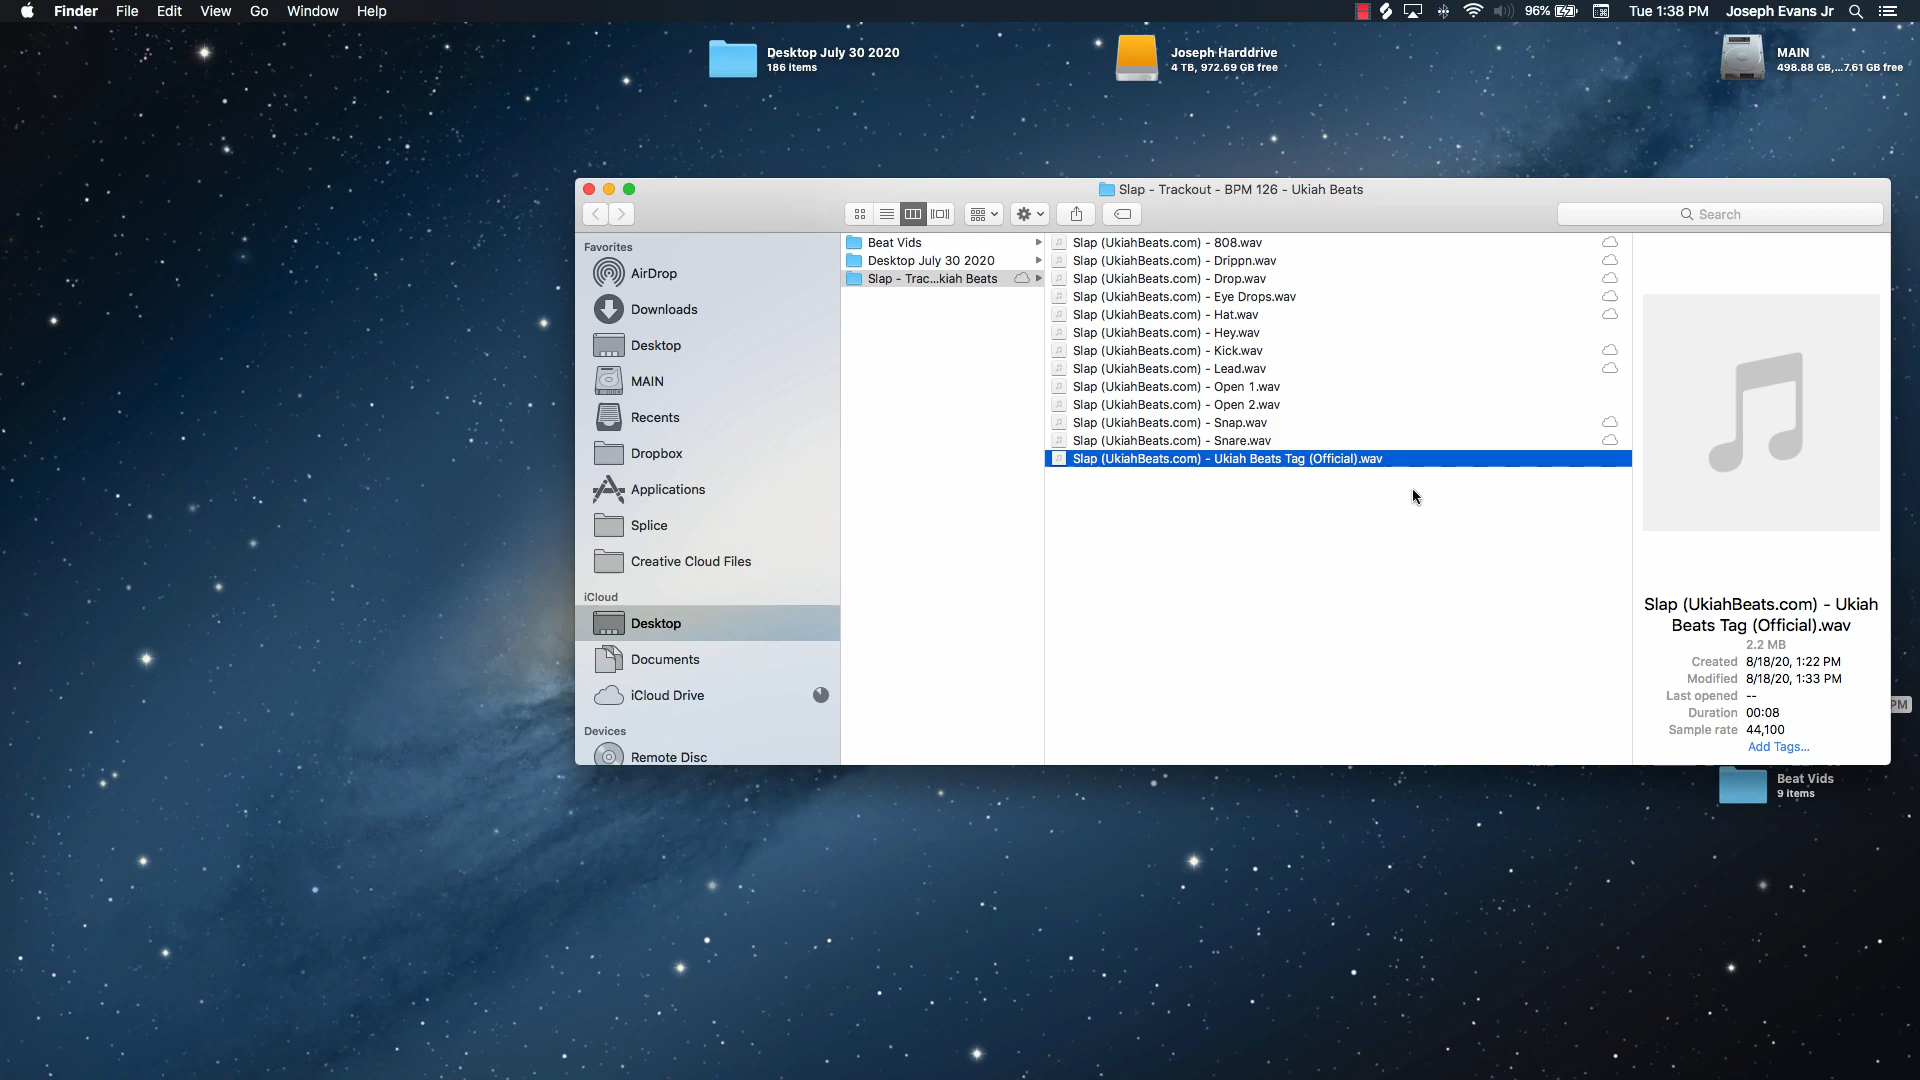 Finder File Edit View Go Window Help
96% Tue 1:38 PM Joseph Evans Jr
Desktop July 30 2020
186 items
Joseph Harddrive
4 TB, 972.69 GB free
MAIN
498.88 GB,...7.61 GB free
Slap - Trackout - BPM 126 - Ukiah Beats
Search
Favorites
AirDrop
Downloads
Desktop
MAIN
Recents
Dropbox
Applications
Splice
Creative Cloud Files
iCloud
Desktop
Documents
iCloud Drive
Devices
Remote Disc
Beat Vids
Desktop July 30 2020
Slap - Trac...kiah Beats
Slap (UkiahBeats.com) - 808.wav
Slap (UkiahBeats.com) - Drippn.wav
Slap (UkiahBeats.com) - Drop.wav
Slap (UkiahBeats.com) - Eye Drops.wav
Slap (UkiahBeats.com) - Hat.wav
Slap (UkiahBeats.com) - Hey.wav
Slap (UkiahBeats.com) - Kick.wav
Slap (UkiahBeats.com) - Lead.wav
Slap (UkiahBeats.com) - Open 1.wav
Slap (UkiahBeats.com) - Open 2.wav
Slap (UkiahBeats.com) - Snap.wav
Slap (UkiahBeats.com) - Snare.wav
Slap (UkiahBeats.com) - Ukiah Beats Tag (Official).wav
Slap (UkiahBeats.com) - Ukiah
Beats Tag (Official).wav
2.2 MB
Created 8/18/20, 1:22 PM
Modified 8/18/20, 1:33 PM
Last opened --
Duration 00:08
Sample rate 44,100
Add Tags...
PM
Beat Vids
9 items